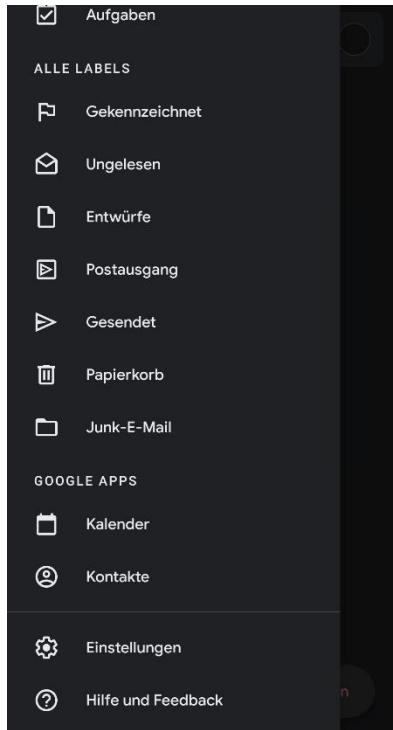 Aufgaben
ALLE LABELS
Gekennzeichnet
Ungelesen
Entwürfe
Postausgang
Gesendet
Papierkorb
Junk-E-Mail
GOOGLE APPS
Kalender
Kontakte
Einstellungen
Hilfe und Feedback
n